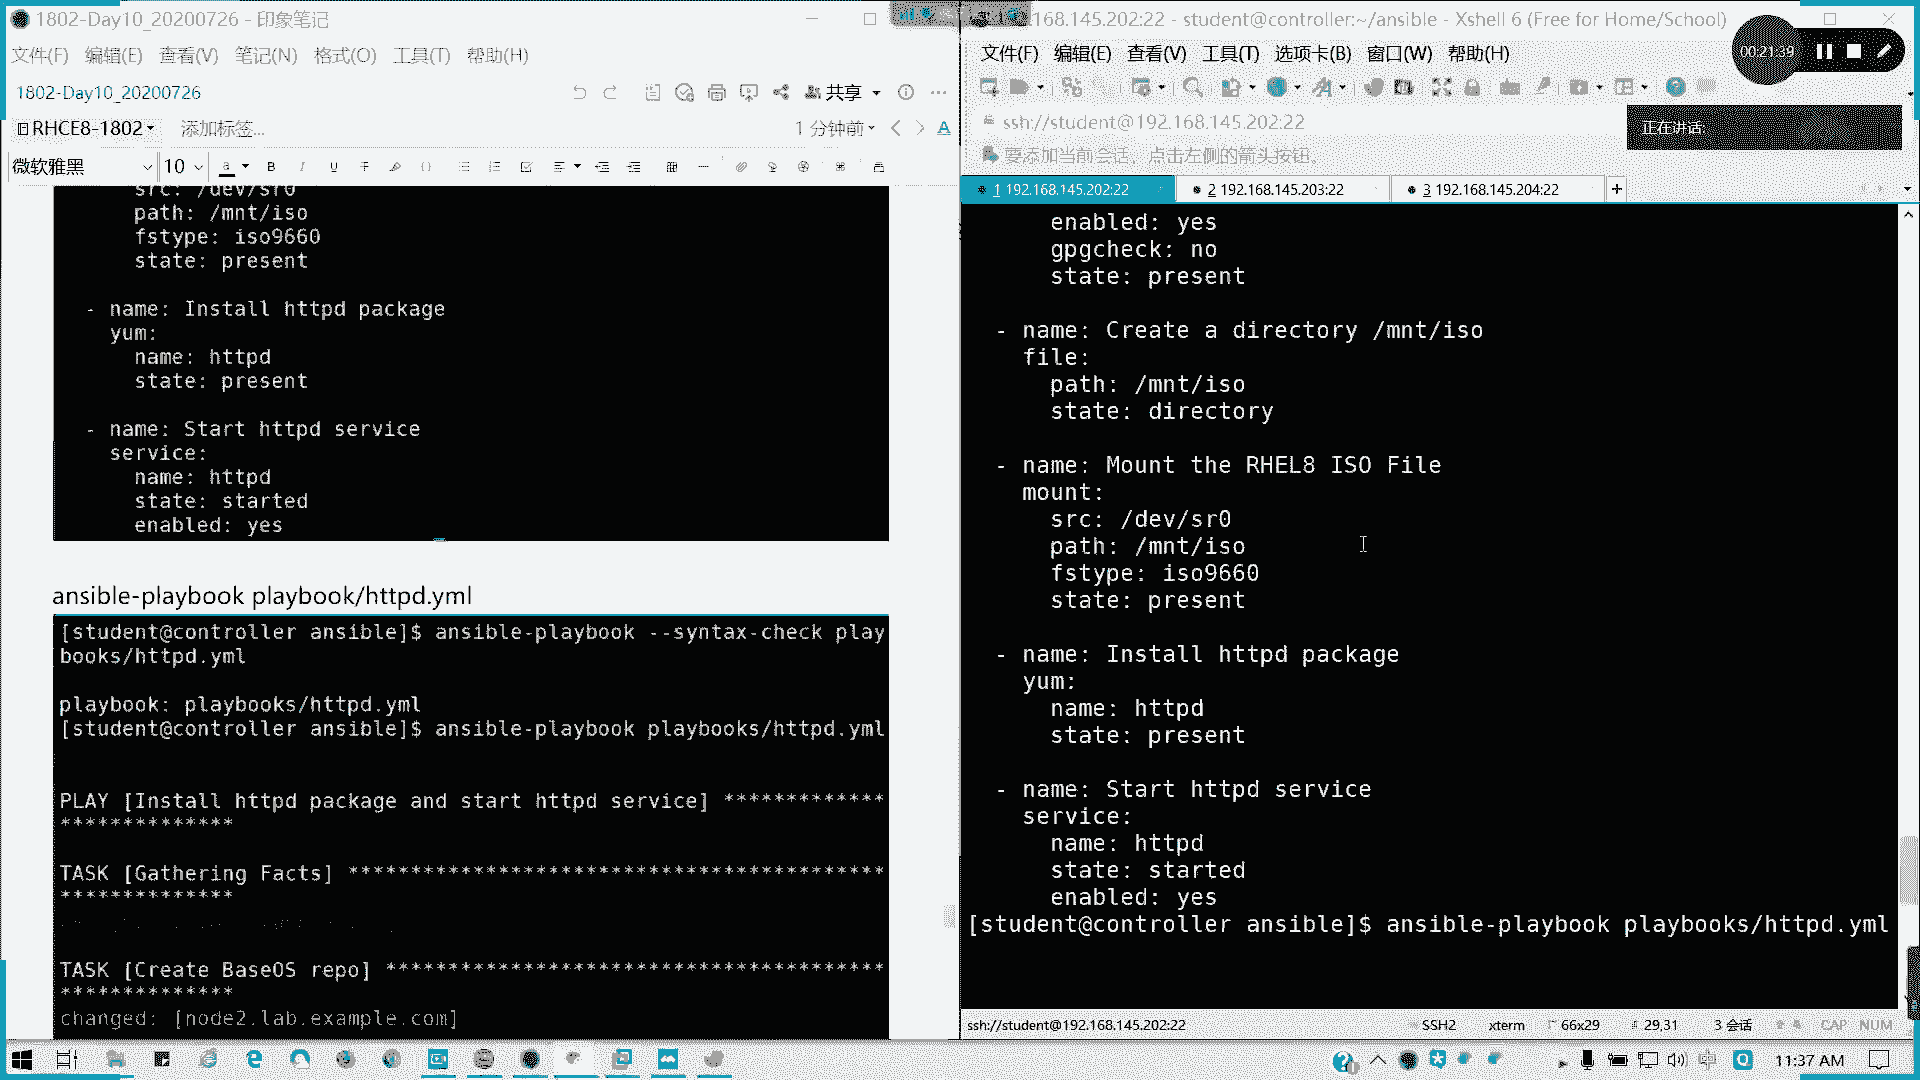 1802-Day10_20200726 - 印象笔记
文件(F) 编辑(E) 查看(V) 笔记(N) 格式(O) 工具(T) 帮助(H)
1802-Day10_20200726
共享
RHCE8-1802
添加标签...
1 分钟前
微软雅黑 10
src: /dev/sr0
path: /mnt/iso
fstype: iso9660
state: present
- name: Install httpd package
yum:
name: httpd
state: present
- name: Start httpd service
service:
name: httpd
state: started
enabled: yes
ansible-playbook playbook/httpd.yml
[student@controller ansible]$ ansible-playbook --syntax-check play
books/httpd.yml
playbook: playbooks/httpd.yml
[student@controller ansible]$ ansible-playbook playbooks/httpd.yml
PLAY [Install httpd package and start httpd service] *************
**************
TASK [Gathering Facts] *******************************************
**************
TASK [Create BaseOS repo] ****************************************
**************
changed: [node2.lab.example.com]
168.145.202:22 - student@controller:~/ansible - Xshell 6 (Free for Home/School)
文件(F) 编辑(E) 查看(V) 工具(T) 选项卡(B) 窗口(W) 帮助(H)
00:21:39
ssh://student@192.168.145.202:22
正在讲话:
要添加当前会话，点击左侧的箭头按钮。
1 192.168.145.202:22
2 192.168.145.203:22
3 192.168.145.204:22
enabled: yes
gpgcheck: no
state: present
- name: Create a directory /mnt/iso
file:
path: /mnt/iso
state: directory
- name: Mount the RHEL8 ISO File
mount:
src: /dev/sr0
path: /mnt/iso
fstype: iso9660
state: present
- name: Install httpd package
yum:
name: httpd
state: present
- name: Start httpd service
service:
name: httpd
state: started
enabled: yes
[student@controller ansible]$ ansible-playbook playbooks/httpd.yml
ssh://student@192.168.145.202:22
SSH2 xterm 66x29 29,31 3 会话 CAP NUM
中 11:37 AM